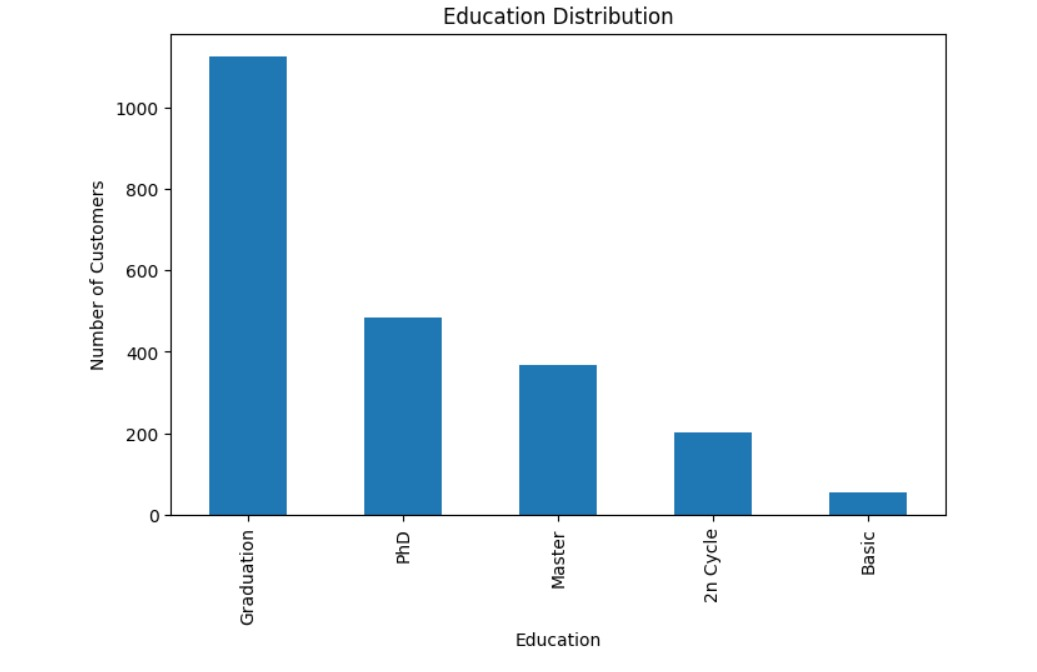 Education Distribution
Number of Customers
1000
800
600
400
200
0
Graduation
PhD
Master
2n Cycle
Basic
Education